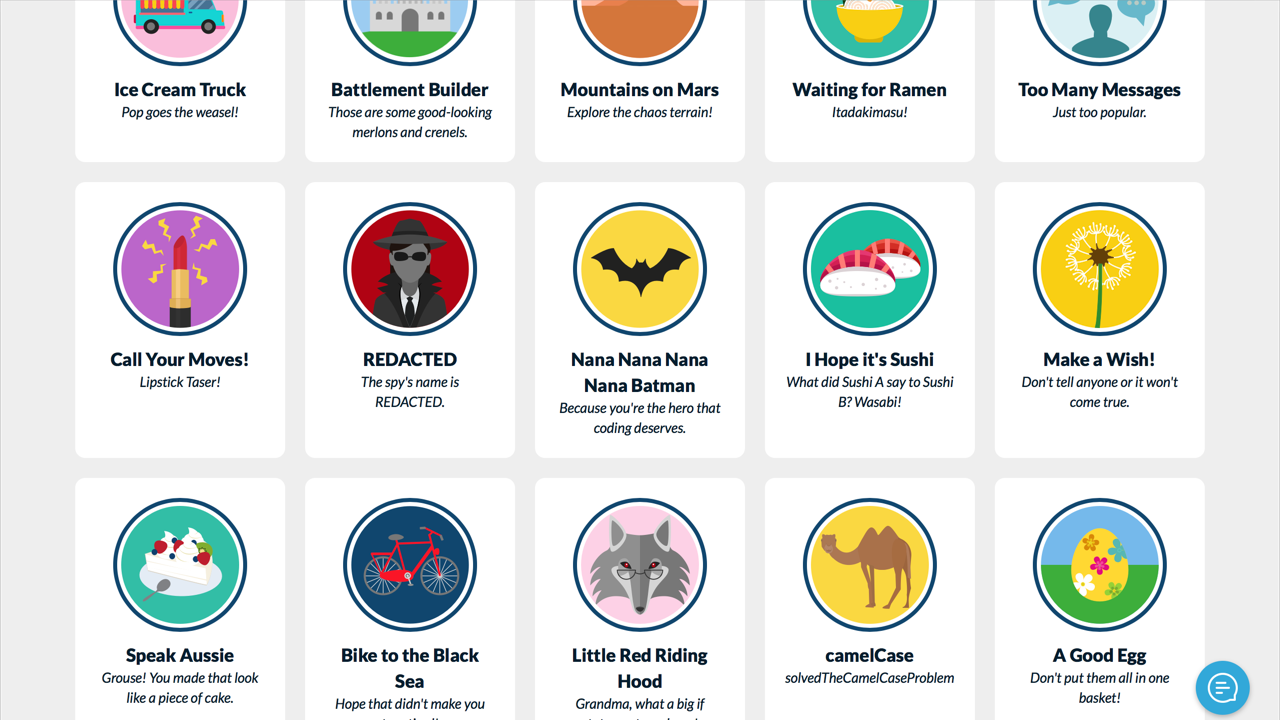 Ice Cream Truck
Pop goes the weasel!
Battlement Builder
Those are some good-looking
merlons and crenels.
Mountains on Mars
Explore the chaos terrain!
Waiting for Ramen
Itadakimasu!
Too Many Messages
Just too popular.
Call Your Moves!
Lipstick Taser!
REDACTED
The spy's name is
REDACTED.
Nana Nana Nana
Nana Batman
Because you're the hero that
coding deserves.
I Hope it's Sushi
What did Sushi A say to Sushi
B? Wasabi!
Make a Wish!
Don't tell anyone or it won't
come true.
Speak Aussie
Grouse! You made that look
like a piece of cake.
Bike to the Black
Sea
Hope that didn't make you
Little Red Riding
Hood
Grandma, what a big if
camelCase
solvedTheCamelCaseProblem
A Good Egg
Don't put them all in one
basket!